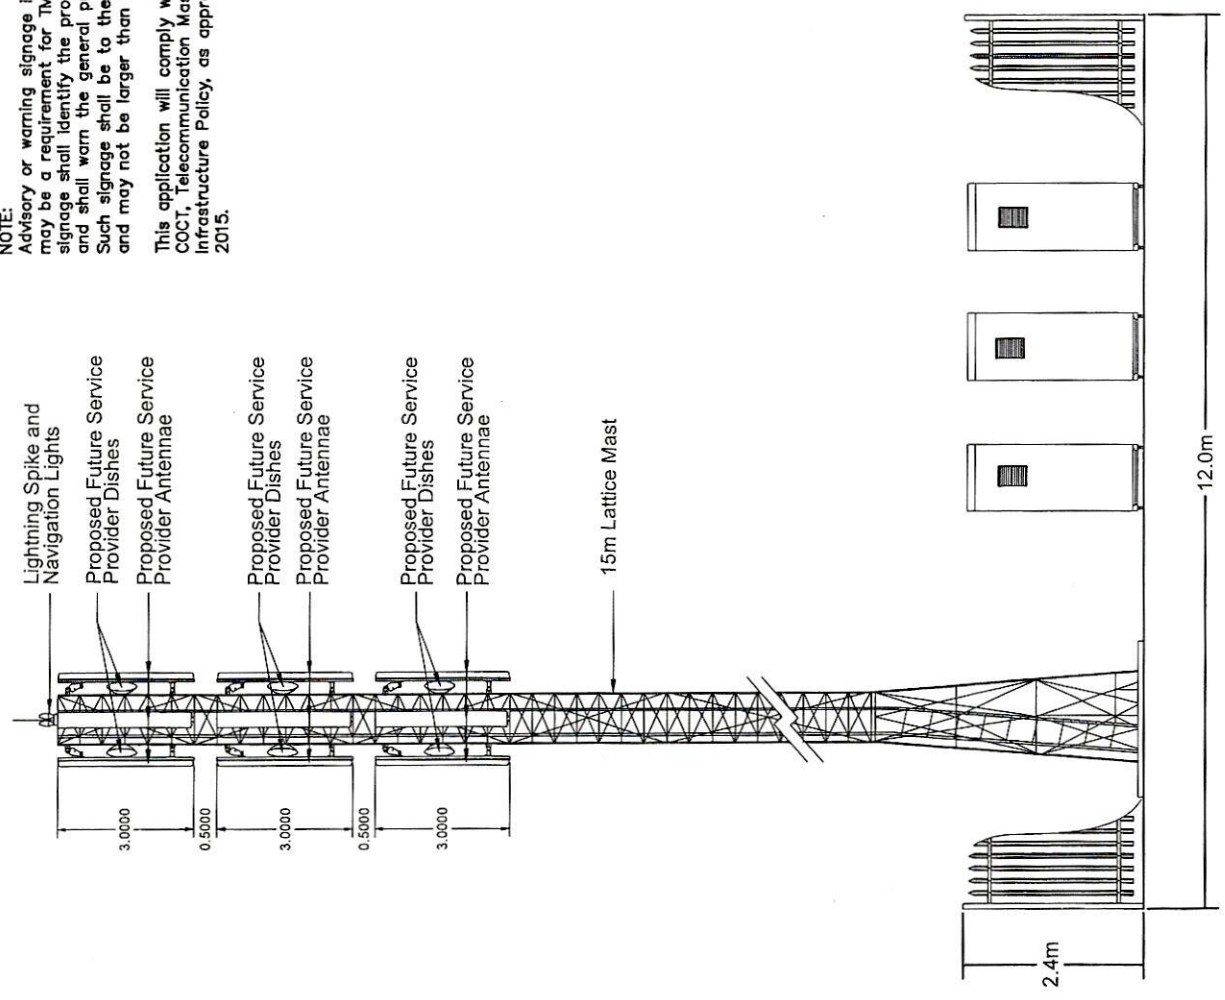 NOTE:
Advisory or warning signage
may be a requirement for
signage shall identify the
and shall warn the general
Such signage shall be to the
and may not be larger than
This application will comply
COCT, Telecommunication
Infrastructure Policy, as
2015.
Lightning Spike and
Navigation Lights
Proposed Future Service
Provider Dishes
Proposed Future Service
Provider Antennae
Proposed Future Service
Provider Dishes
Proposed Future Service
Provider Antennae
Proposed Future Service
Provider Dishes
Proposed Future Service
Provider Antennae
15m Lattice Mast
3.0000
0.5000
3.0000
0.5000
3.0000
2.4m
12.0m